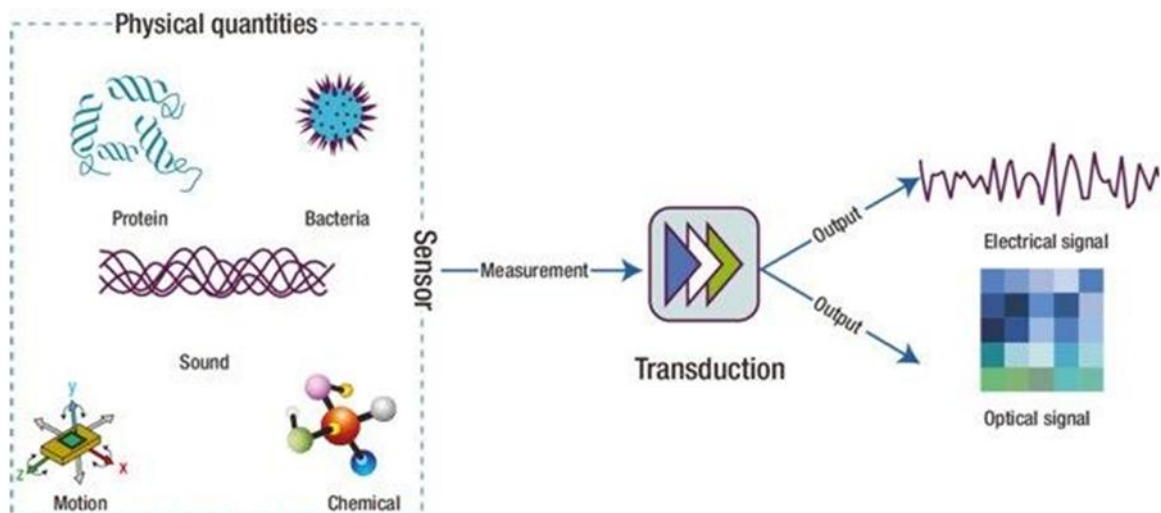 Physical quantities
Protein
Bacteria
Sound
y
z
x
Motion
Chemical
Sensor
Measurement
Transduction
Output
Output
Electrical signal
Optical signal